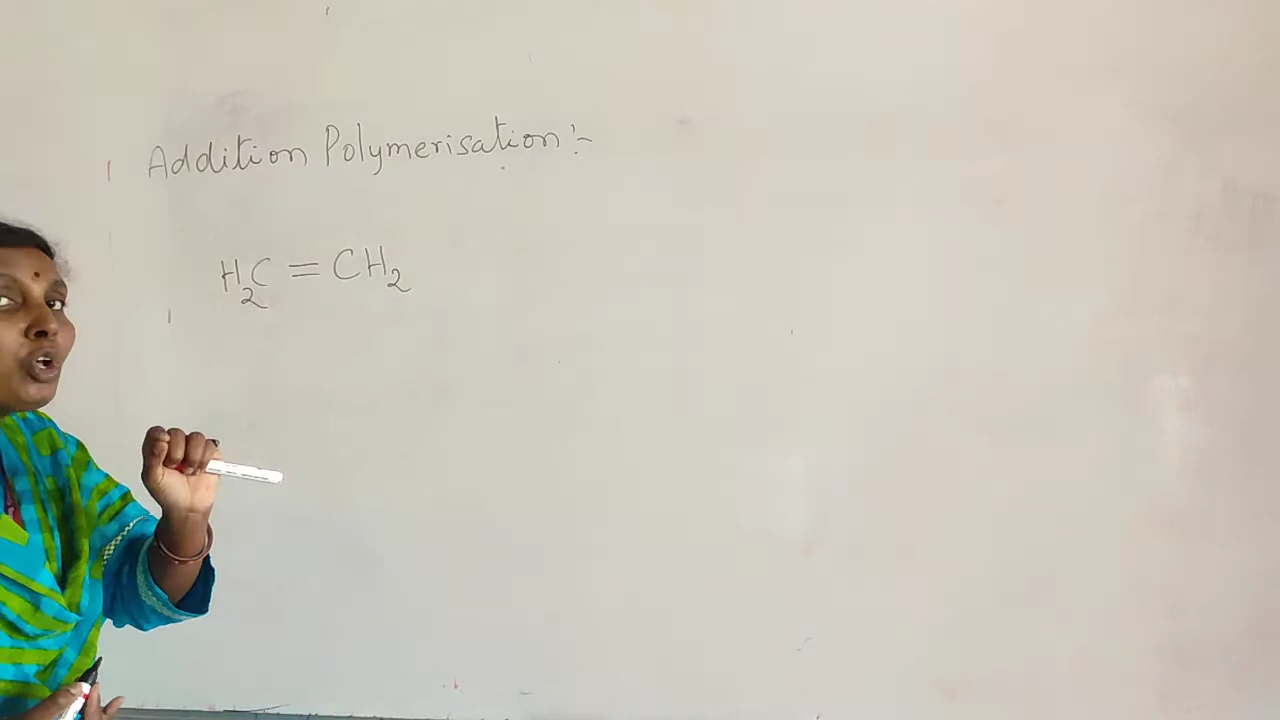 Addition Polymerisation :-
H₂C = CH₂